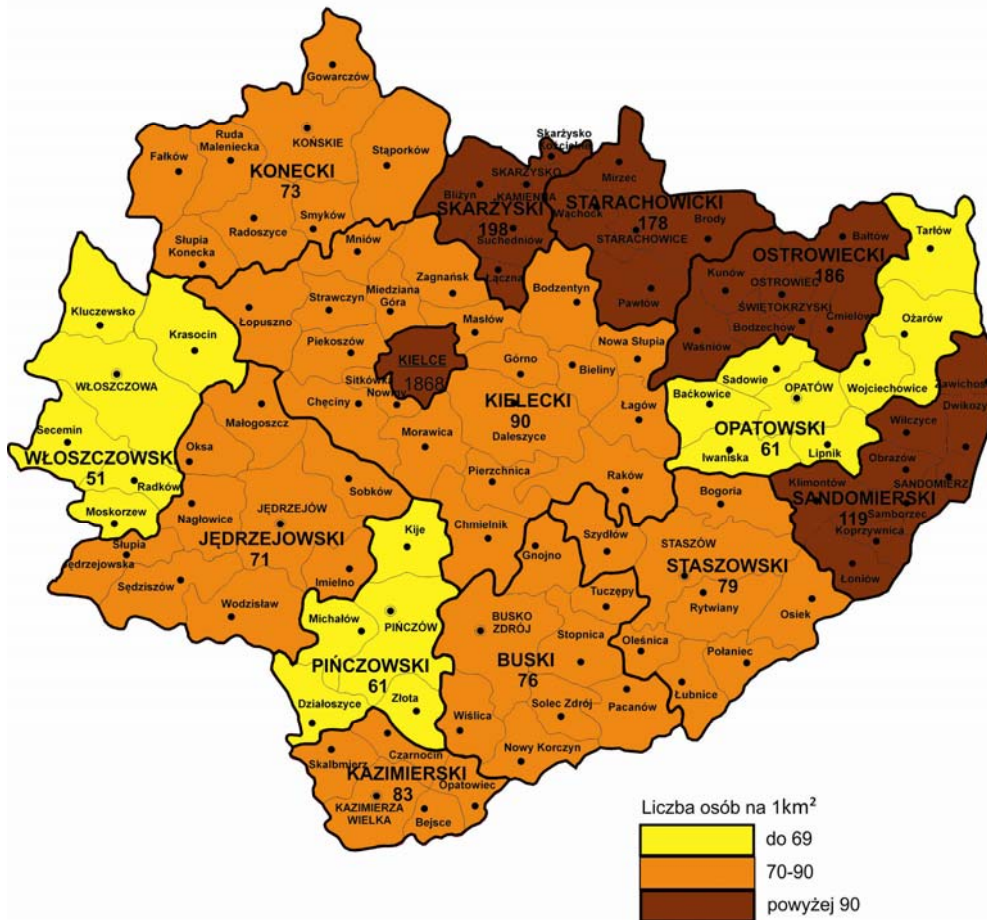 Gowarczów
Ruda
Maleniecka
KOŃSKIE
Fałków
Stąporków
KONECKI
73
Radoszyce
Smyków
Słupia
Konecka
Skarżysko
Kościelne
SKARŻYSKO
KAMIENNA
Bliżyn
SKARŻYSKI
198
Suchedniów
Łączna
Mirzec
STARACHOWICKI
178
Wąchock
Brody
STARACHOWICE
Pawłów
Bałtów
OSTROWIECKI
186
Kunów
OSTROWIEC
ŚWIĘTOKRZYSKI
Bodzechów
Ćmielów
Waśniów
Tarłów
Ożarów
Sadowie
OPATÓW
Wojciechowice
Baćkowice
OPATOWSKI
61
Iwaniska
Lipnik
Zawichost
Dwikozy
Wilczyce
Obrazów
Klimontów
SANDOMIERZ
SANDOMIERSKI
119
Samborzec
Koprzywnica
Łoniów
Mniów
Zagnańsk
Bodzentyn
Strawczyn
Miedziana
Góra
Łopuszno
Masłów
Piekoszów
KIELCE
1868
Górno
Nowa Słupia
Bieliny
Sitkówka
Nowiny
Chęciny
KIELECKI
90
Daleszyce
Łagów
Morawica
Pierzchnica
Raków
Chmielnik
Kluczewsko
Krasocin
WŁOSZCZOWA
Secemin
WŁOSZCZOWSKI
51
Radków
Moskorzew
Małogoszcz
Oksa
Sobków
Nagłowice
JĘDRZEJÓW
JĘDRZEJOWSKI
71
Słupia
Jędrzejowska
Imielno
Sędziszów
Wodzisław
Kije
Michałów
PIŃCZÓW
PIŃCZOWSKI
61
Działoszyce
Złota
Gnojno
BUSKO
ZDRÓJ
Tuczępy
Stopnica
BUSKI
76
Solec Zdrój
Pacanów
Wiślica
Nowy Korczyn
Bogoria
Szydłów
STASZÓW
STASZOWSKI
79
Rytwiany
Osiek
Oleśnica
Połaniec
Łubnice
Czarnocin
Skalbmierz
KAZIMIERSKI
83
Opatowiec
KAZIMIERZA
WIELKA
Bejsce
Liczba osób na 1km²
do 69
70-90
powyżej 90